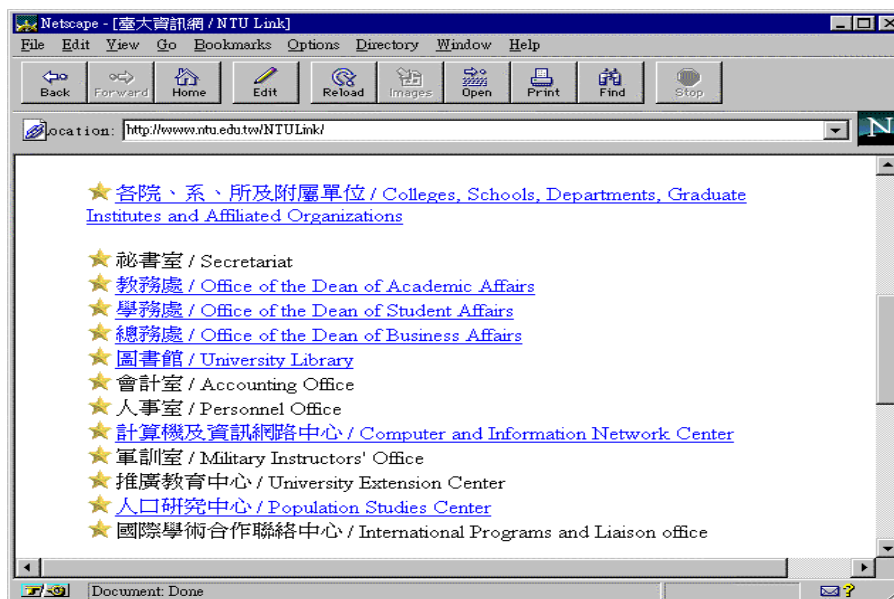 Netscape - [臺大資訊網 / NTU Link]
File Edit View Go Bookmarks Options Directory Window Help
Back Forward Home Edit Reload Images Open Print Find Stop
Location: http://www.ntu.edu.tw/NTULink/ N
各院、系、所及附屬單位 / Colleges, Schools, Departments, Graduate
Institutes and Affiliated Organizations
祕書室 / Secretariat
教務處 / Office of the Dean of Academic Affairs
學務處 / Office of the Dean of Student Affairs
總務處 / Office of the Dean of Business Affairs
圖書館 / University Library
會計室 / Accounting Office
人事室 / Personnel Office
計算機及資訊網路中心 / Computer and Information Network Center
軍訓室 / Military Instructors' Office
推廣教育中心 / University Extension Center
人口研究中心 / Population Studies Center
國際學術合作聯絡中心 / International Programs and Liaison office
Document: Done